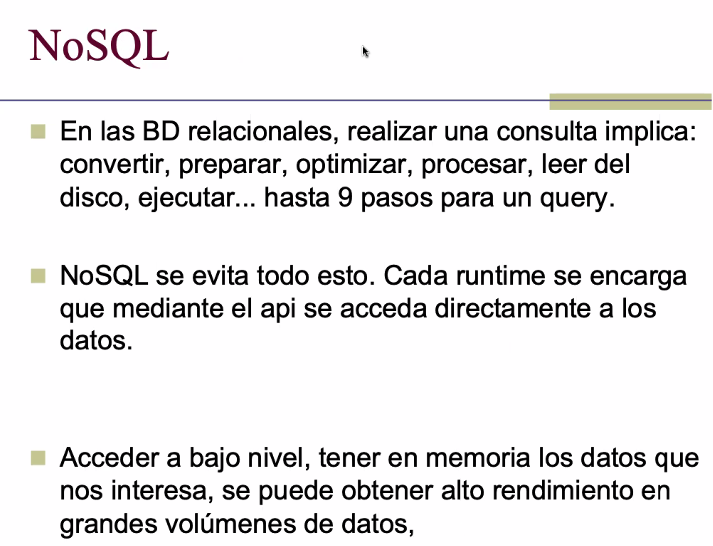 NoSQL
En las BD relacionales, realizar una consulta implica:
convertir, preparar, optimizar, procesar, leer del
disco, ejecutar... hasta 9 pasos para un query.
NoSQL se evita todo esto. Cada runtime se encarga
que mediante el api se acceda directamente a los
datos.
Acceder a bajo nivel, tener en memoria los datos que
nos interesa, se puede obtener alto rendimiento en
grandes volúmenes de datos,